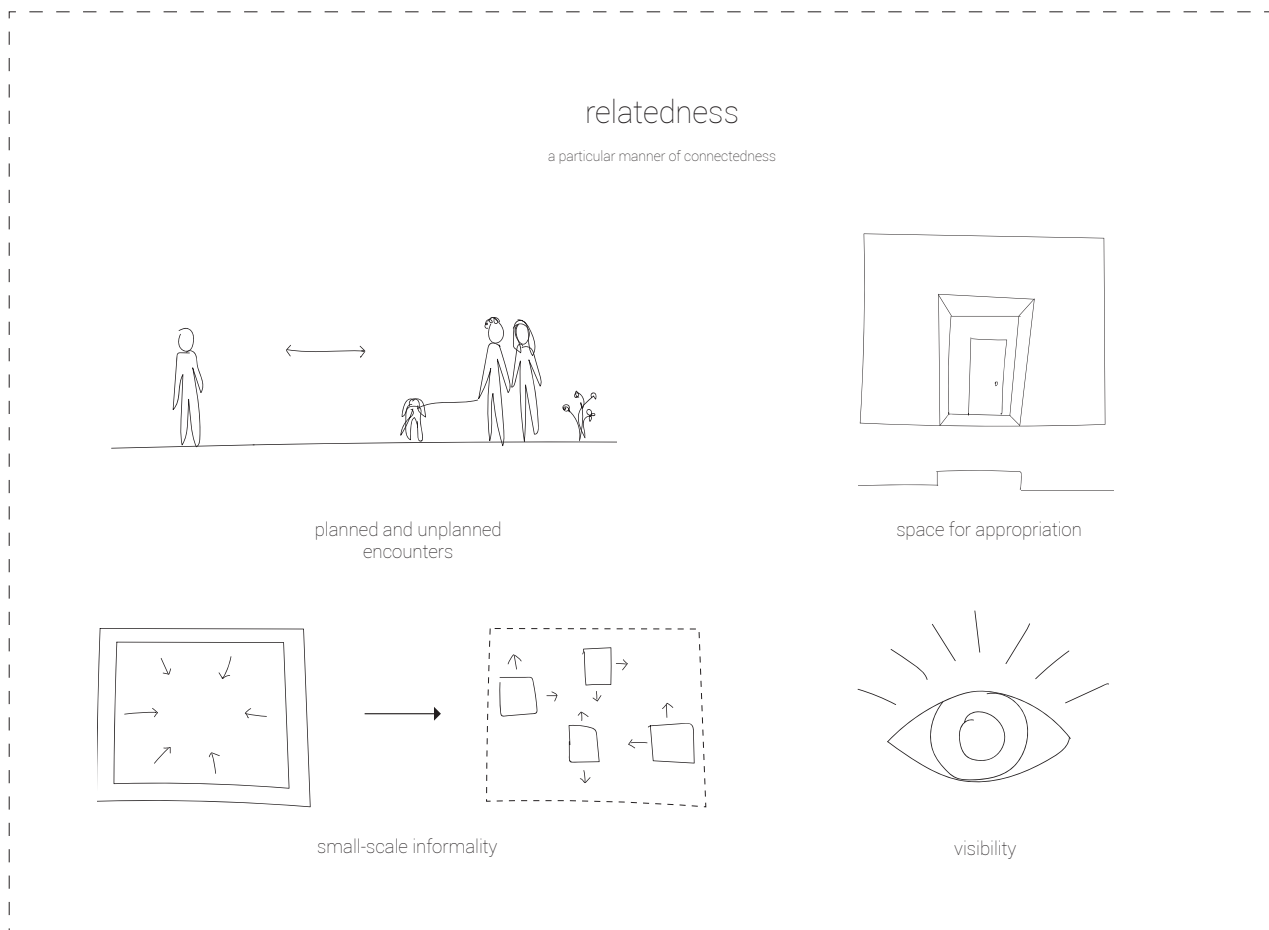 relatedness
a particular manner of connectedness
planned and unplanned
encounters
space for appropriation
small-scale informality
visibility